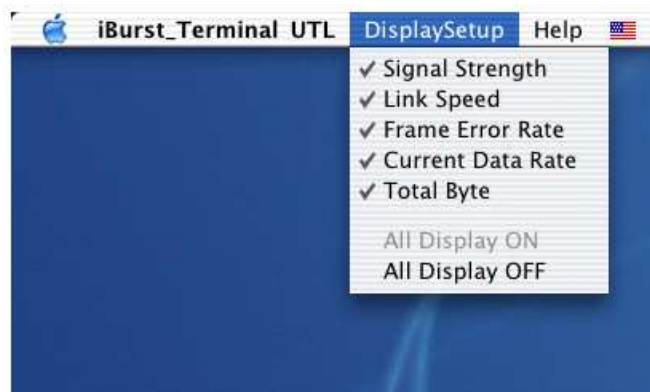 iBurst_Terminal UTL DisplaySetup Help
✓ Signal Strength
✓ Link Speed
✓ Frame Error Rate
✓ Current Data Rate
✓ Total Byte
All Display ON
All Display OFF